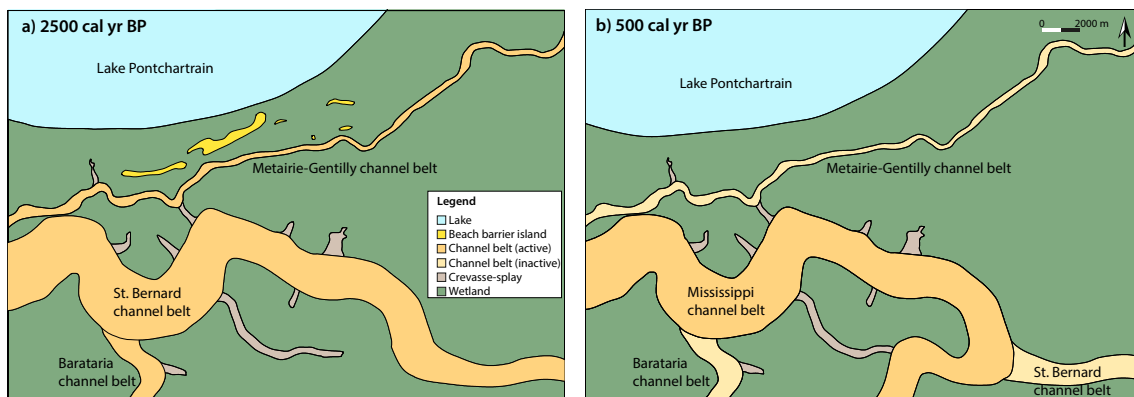 a) 2500 cal yr BP
Lake Pontchartrain
Metairie-Gentilly channel belt
Legend
Lake
Beach barrier island
Channel belt (active)
Channel belt (inactive)
Crevasse-splay
Wetland
St. Bernard
channel belt
Barataria
channel belt
b) 500 cal yr BP
0 2000 m
Lake Pontchartrain
Metairie-Gentilly channel belt
Mississippi
channel belt
Barataria
channel belt
St. Bernard
channel belt